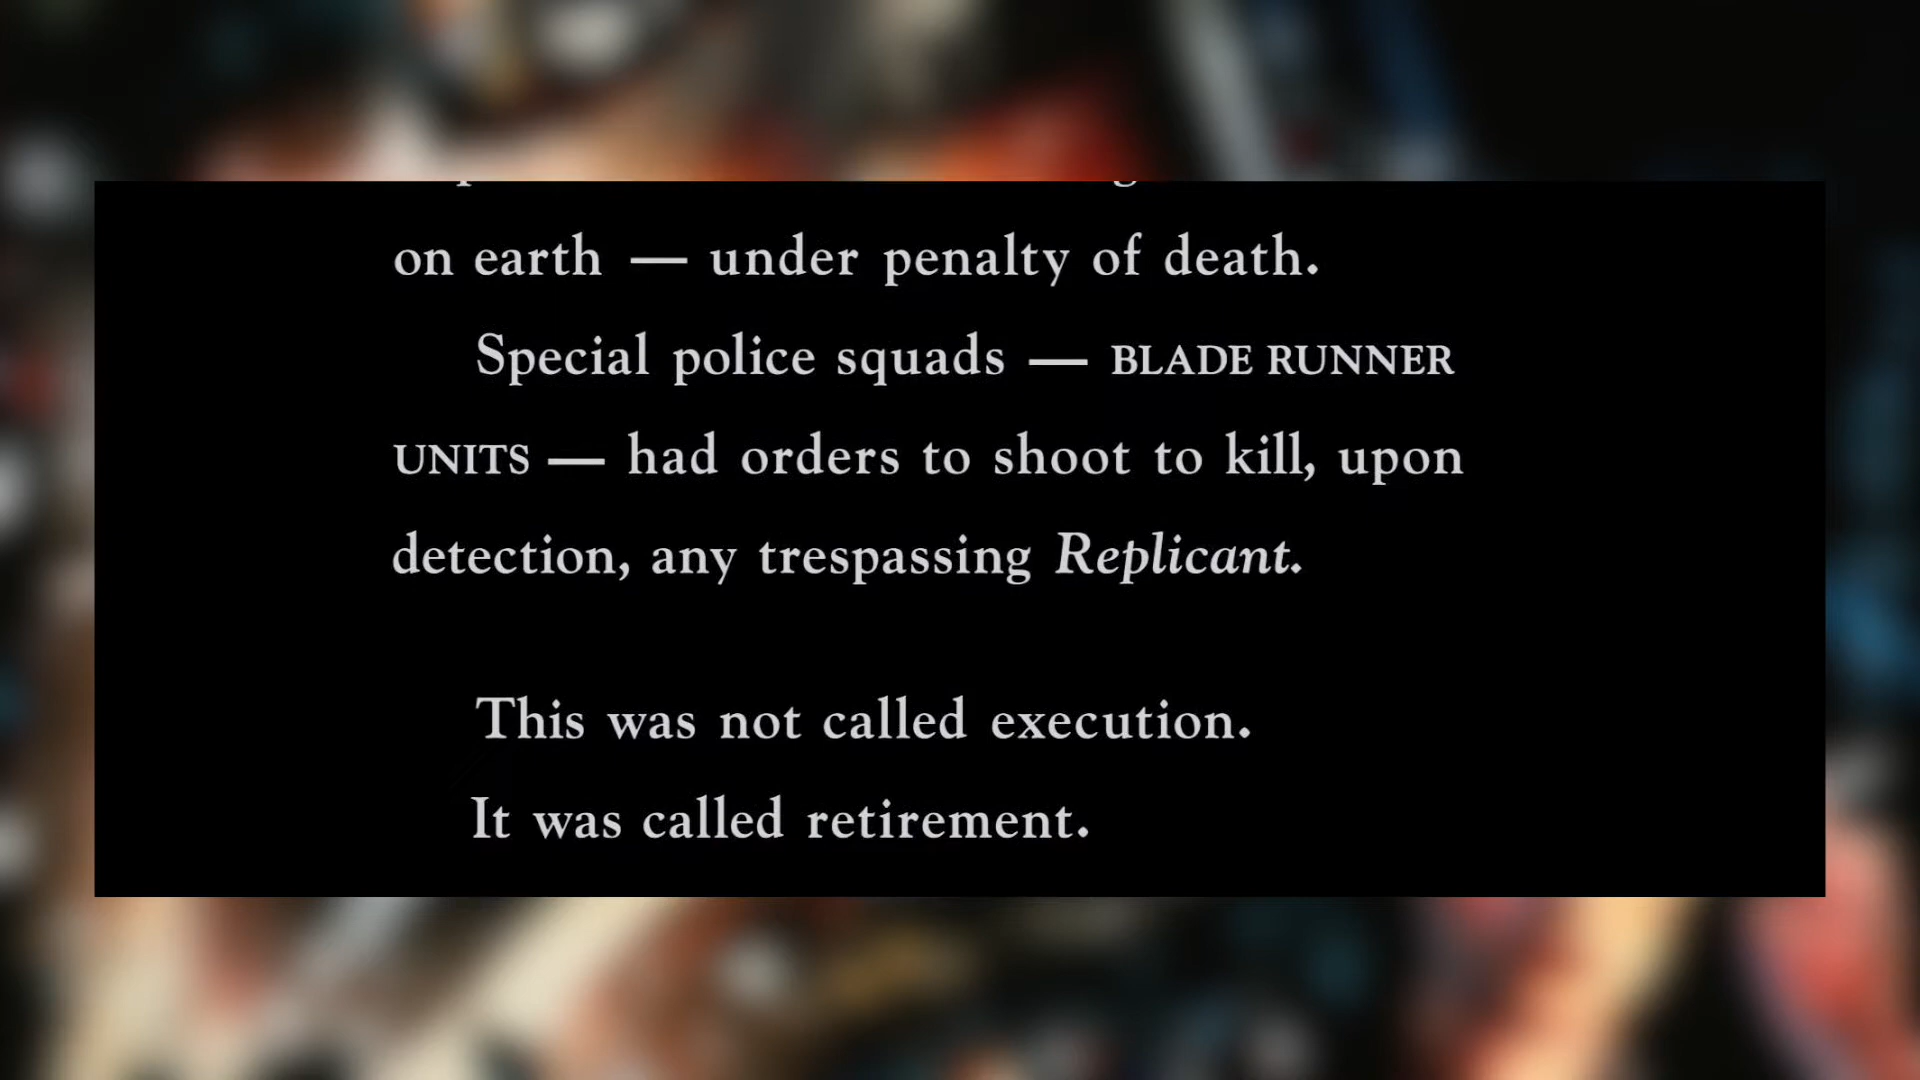 on earth — under penalty of death.
Special police squads — BLADE RUNNER
UNITS — had orders to shoot to kill, upon
detection, any trespassing Replicant.
This was not called execution.
It was called retirement.